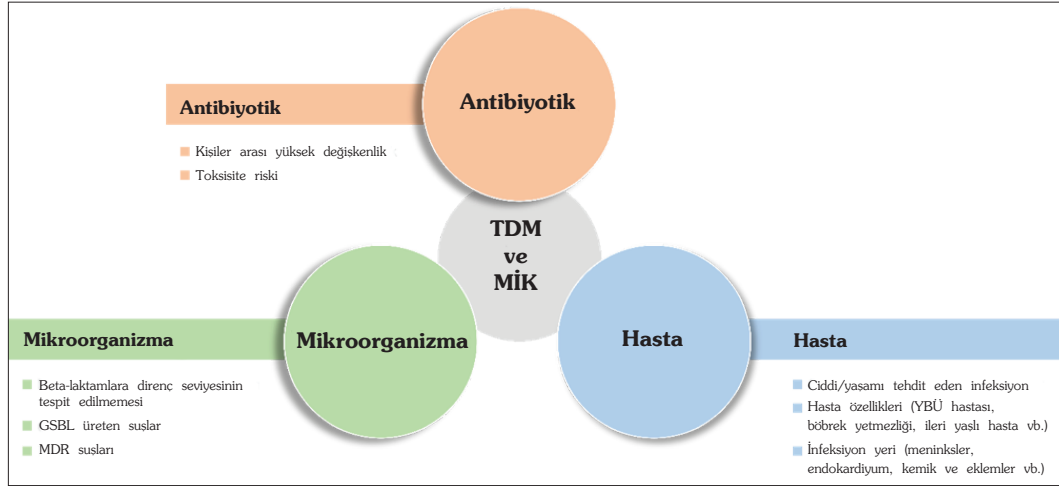 Antibiyotik
Antibiyotik
Kişiler arası yüksek değişkenlik
Toksisite riski
TDM
ve
MİK
Mikroorganizma
Mikroorganizma
Beta-laktamlara direnç seviyesinin
tespit edilmemesi
GSBL üreten suşlar
MDR suşları
Hasta
Hasta
Ciddi/yaşamı tehdit eden infeksiyon
Hasta özellikleri (YBÜ hastası,
böbrek yetmezliği, ileri yaşlı hasta vb.)
İnfeksiyon yeri (meninksler,
endokardiyum, kemik ve eklemler vb.)